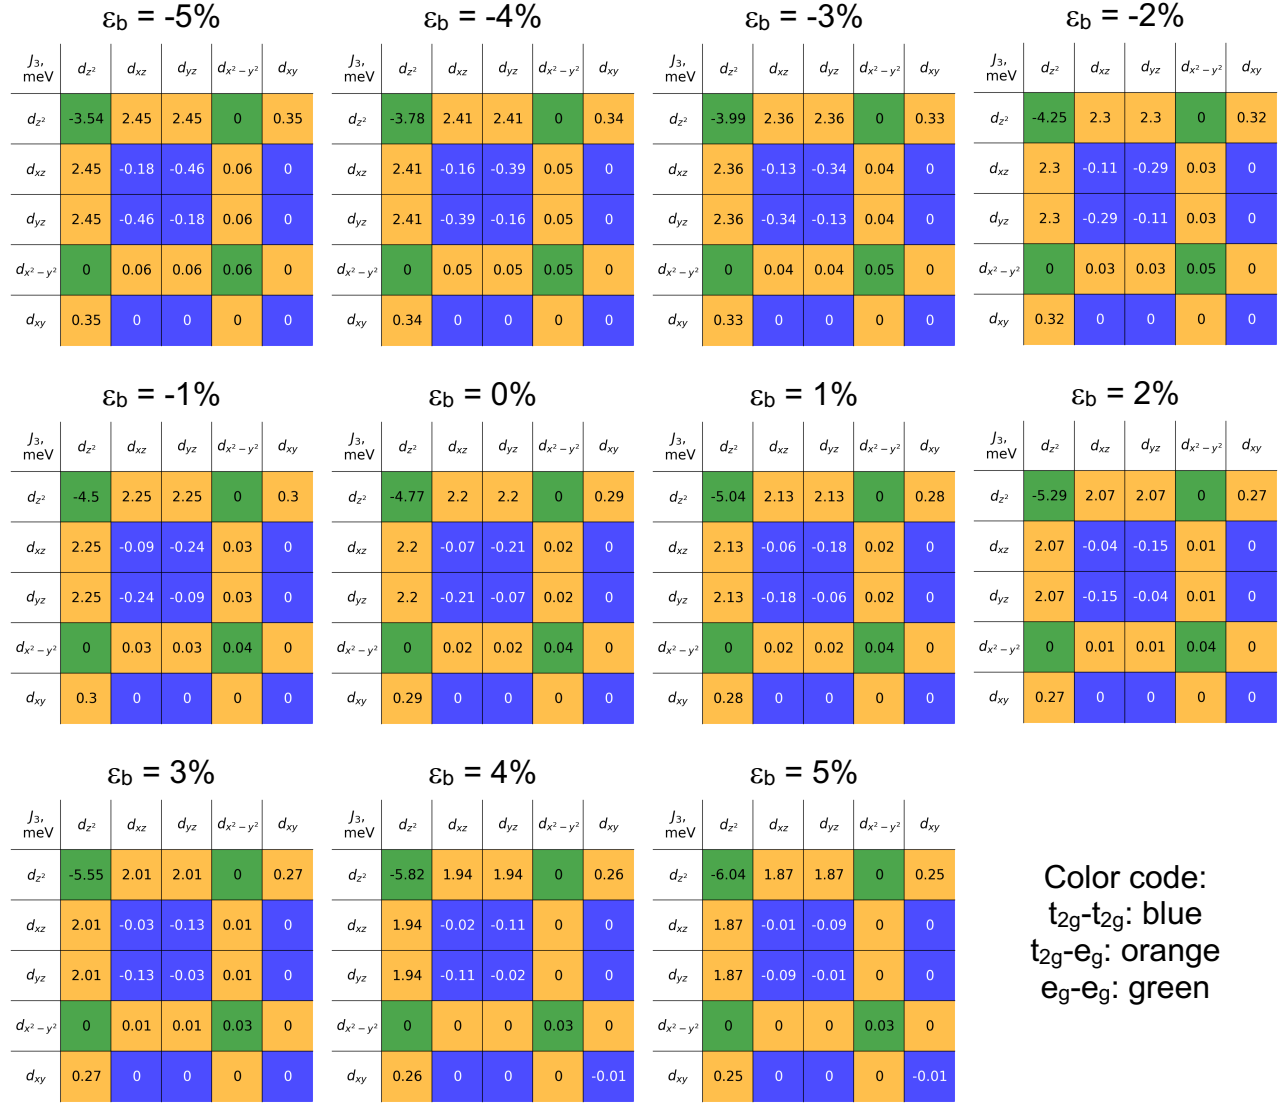 εb = -5% εb = -4% εb = -3% εb = -2%
J3, meV dz² dxz dyz dx²−y² dxy J3, meV dz² dxz dyz dx²−y² dxy J3, meV dz² dxz dyz dx²−y² dxy J3, meV dz² dxz dyz dx²−y² dxy
dz² -3.54 2.45 2.45 0 0.35 dz² -3.78 2.41 2.41 0 0.34 dz² -3.99 2.36 2.36 0 0.33 dz² -4.25 2.3 2.3 0 0.32
dxz 2.45 -0.18 -0.46 0.06 0 dxz 2.41 -0.16 -0.39 0.05 0 dxz 2.36 -0.13 -0.34 0.04 0 dxz 2.3 -0.11 -0.29 0.03 0
dyz 2.45 -0.46 -0.18 0.06 0 dyz 2.41 -0.39 -0.16 0.05 0 dyz 2.36 -0.34 -0.13 0.04 0 dyz 2.3 -0.29 -0.11 0.03 0
dx²−y² 0 0.06 0.06 0.06 0 dx²−y² 0 0.05 0.05 0.05 0 dx²−y² 0 0.04 0.04 0.05 0 dx²−y² 0 0.03 0.03 0.05 0
dxy 0.35 0 0 0 0 dxy 0.34 0 0 0 0 dxy 0.33 0 0 0 0 dxy 0.32 0 0 0 0
εb = -1% εb = 0% εb = 1% εb = 2%
J3, meV dz² dxz dyz dx²−y² dxy J3, meV dz² dxz dyz dx²−y² dxy J3, meV dz² dxz dyz dx²−y² dxy J3, meV dz² dxz dyz dx²−y² dxy
dz² -4.5 2.25 2.25 0 0.3 dz² -4.77 2.2 2.2 0 0.29 dz² -5.04 2.13 2.13 0 0.28 dz² -5.29 2.07 2.07 0 0.27
dxz 2.25 -0.09 -0.24 0.03 0 dxz 2.2 -0.07 -0.21 0.02 0 dxz 2.13 -0.06 -0.18 0.02 0 dxz 2.07 -0.04 -0.15 0.01 0
dyz 2.25 -0.24 -0.09 0.03 0 dyz 2.2 -0.21 -0.07 0.02 0 dyz 2.13 -0.18 -0.06 0.02 0 dyz 2.07 -0.15 -0.04 0.01 0
dx²−y² 0 0.03 0.03 0.04 0 dx²−y² 0 0.02 0.02 0.04 0 dx²−y² 0 0.02 0.02 0.04 0 dx²−y² 0 0.01 0.01 0.04 0
dxy 0.3 0 0 0 0 dxy 0.29 0 0 0 0 dxy 0.28 0 0 0 0 dxy 0.27 0 0 0 0
εb = 3% εb = 4% εb = 5%
J3, meV dz² dxz dyz dx²−y² dxy J3, meV dz² dxz dyz dx²−y² dxy J3, meV dz² dxz dyz dx²−y² dxy
dz² -5.55 2.01 2.01 0 0.27 dz² -5.82 1.94 1.94 0 0.26 dz² -6.04 1.87 1.87 0 0.25
dxz 2.01 -0.03 -0.13 0.01 0 dxz 1.94 -0.02 -0.11 0 0 dxz 1.87 -0.01 -0.09 0 0
dyz 2.01 -0.13 -0.03 0.01 0 dyz 1.94 -0.11 -0.02 0 0 dyz 1.87 -0.09 -0.01 0 0
dx²−y² 0 0.01 0.01 0.03 0 dx²−y² 0 0 0 0.03 0 dx²−y² 0 0 0 0.03 0
dxy 0.27 0 0 0 0 dxy 0.26 0 0 0 -0.01 dxy 0.25 0 0 0 -0.01
Color code:
t2g-t2g: blue
t2g-eg: orange
eg-eg: green